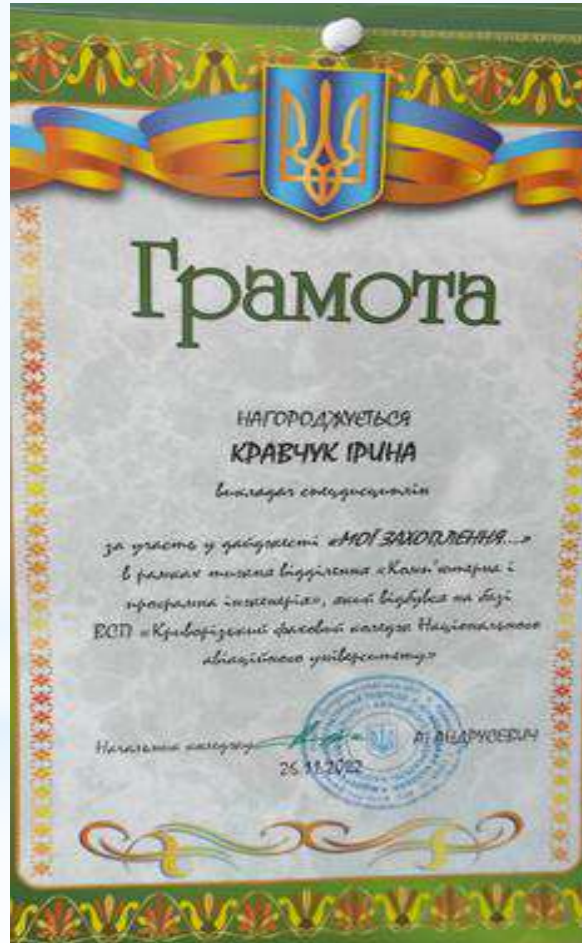 Грамота
НАГОРОДЖУЄТЬСЯ
КРАВЧУК ІРИНА
викладач спецдисциплін
за участь у дайджесті «МОЇ ЗАХОПЛЕННЯ...»
в рамках тижня відділення «Комп'ютерна і
програмна інженерія», який відбувся на базі
ВСП «Криворізький фаховий коледж Національного
авіаційного університету»
Начальник коледжу А. АНДРУСЕВИЧ
25.11.2022